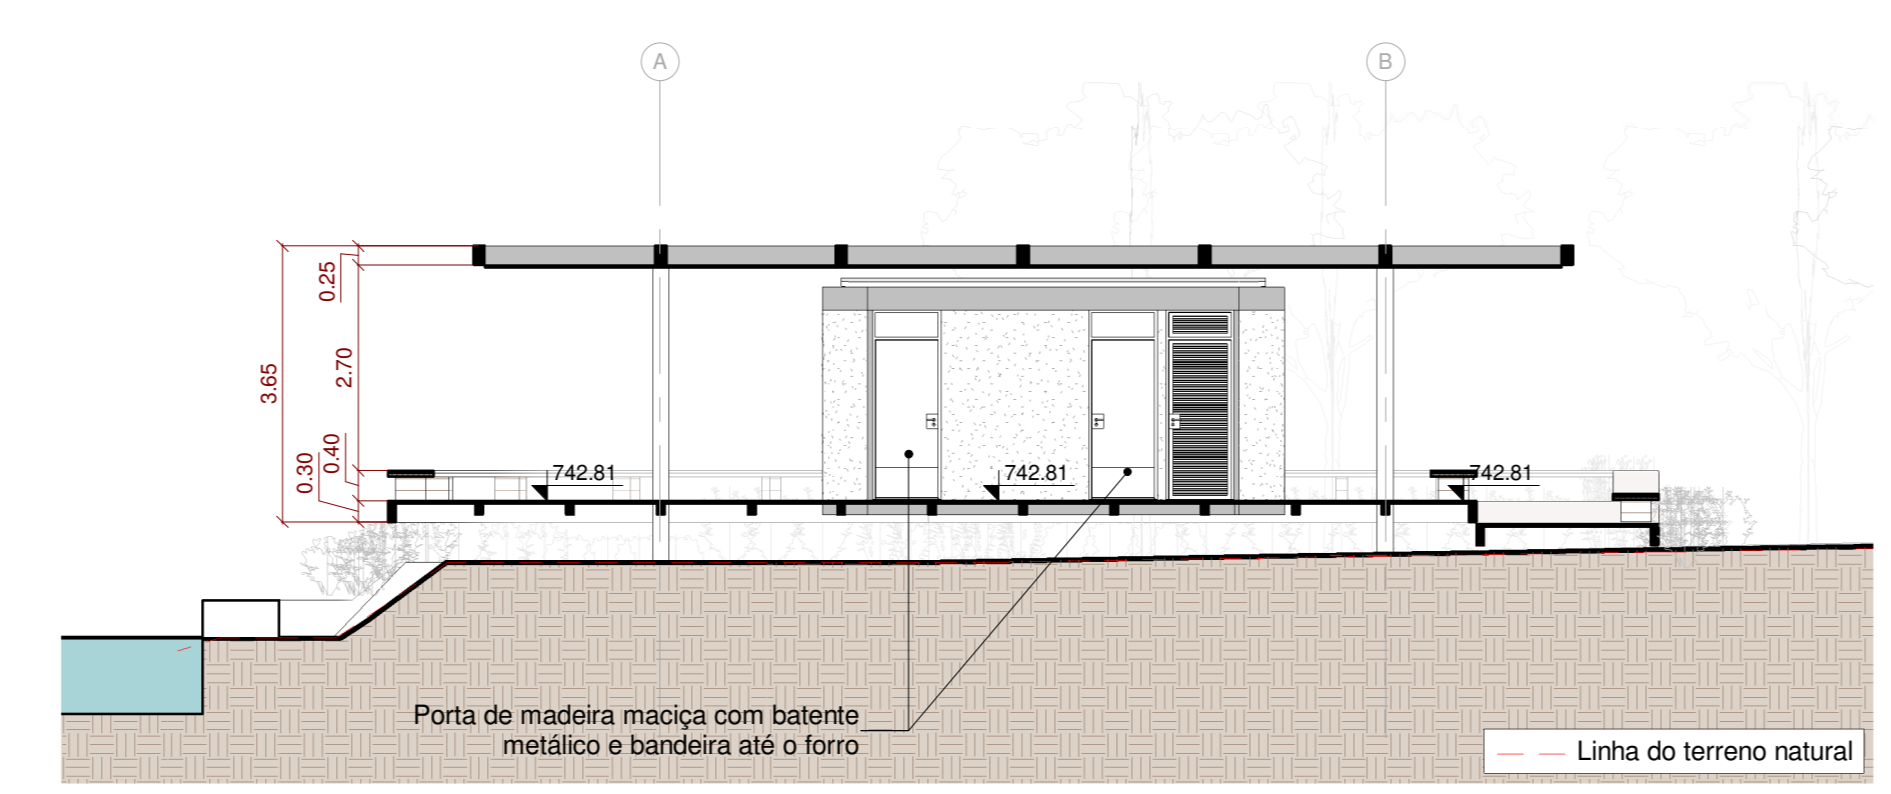 A
B
0.25
3.65
2.70
0.40
0.30
742.81
742.81
742.81
Porta de madeira maciça com batente
metálico e bandeira até o forro
Linha do terreno natural